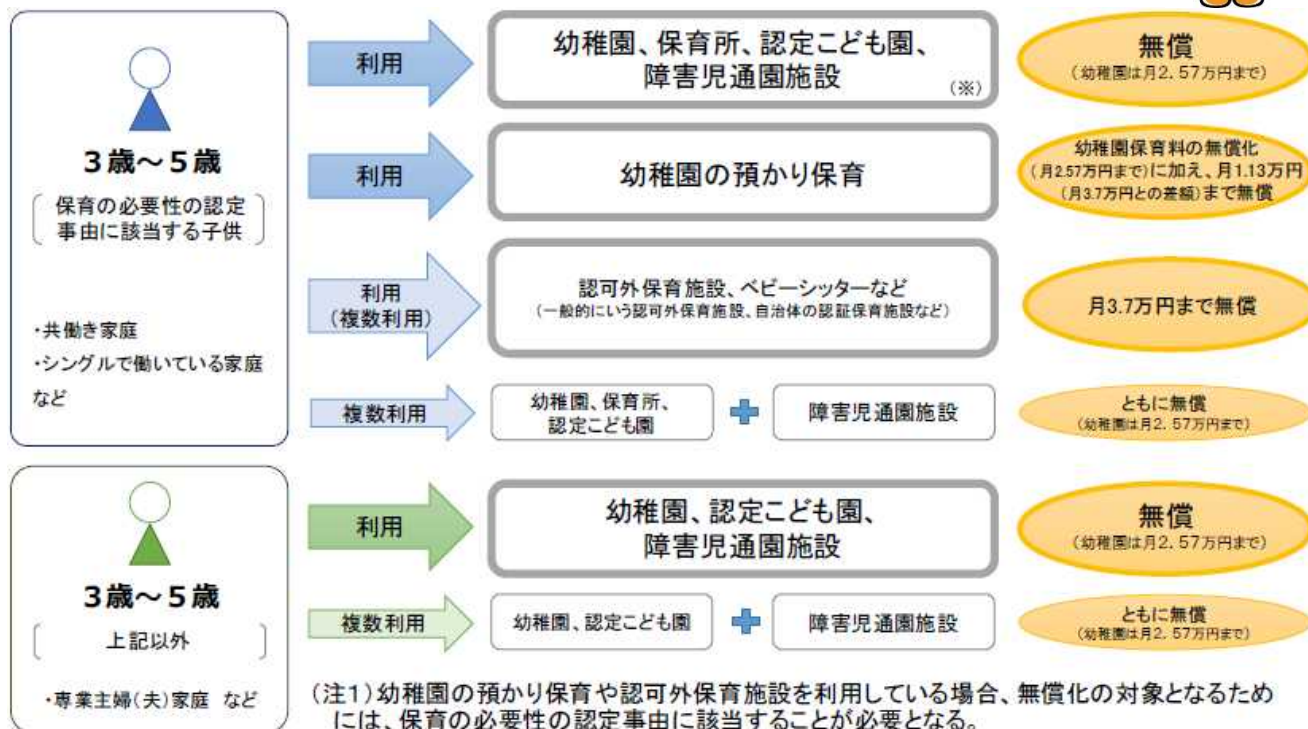 3歳~5歳
保育の必要性の認定
事由に該当する子供
・共働き家庭
・シングルで働いている家庭
など
利用
幼稚園、保育所、認定こども園、
障害児通園施設
(※)
無償
(幼稚園は月2.57万円まで)
利用
幼稚園の預かり保育
幼稚園保育料の無償化
(月2.57万円まで)に加え、月1.13万円
(月3.7万円との差額)まで無償
利用
(複数利用)
認可外保育施設、ベビーシッターなど
(一般的にいう認可外保育施設、自治体の認証保育施設など)
月3.7万円まで無償
複数利用
幼稚園、保育所、
認定こども園
障害児通園施設
ともに無償
(幼稚園は月2.57万円まで)
3歳~5歳
上記以外
・専業主婦(夫)家庭 など
利用
幼稚園、認定こども園、
障害児通園施設
無償
(幼稚園は月2.57万円まで)
複数利用
幼稚園、認定こども園
障害児通園施設
ともに無償
(幼稚園は月2.57万円まで)
(注1)幼稚園の預かり保育や認可外保育施設を利用している場合、無償化の対象となるため
には、保育の必要性の認定事由に該当することが必要となる。